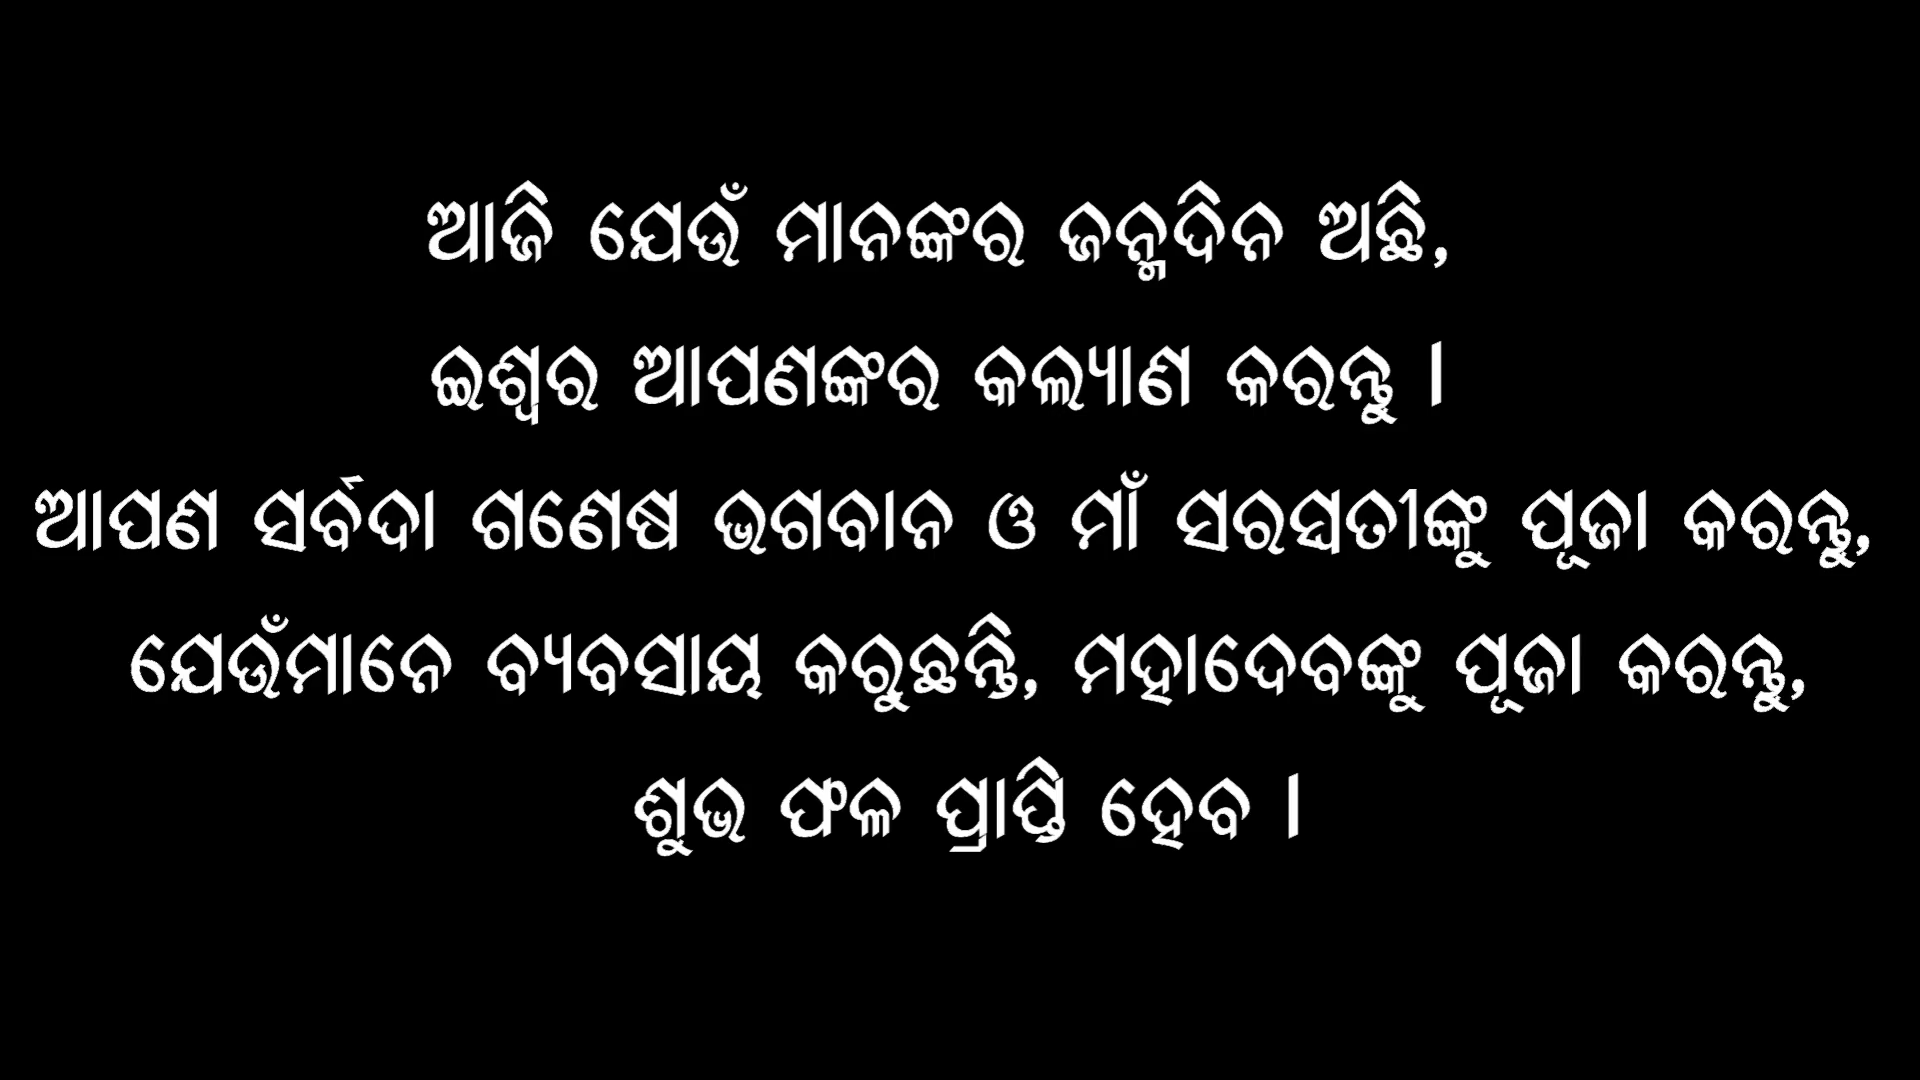 ଆଜି ଯେଉଁ ମାନଙ୍କର ଜନ୍ମଦିନ ଅଛି,
ଇଶ୍ୱର ଆପଣଙ୍କର କଲ୍ୟାଣ କରନ୍ତୁ ।
ଆପଣ ସର୍ବଦା ଗଣେଷ ଭଗବାନ ଓ ମାଁ ସରସ୍ୱତୀଙ୍କୁ ପୂଜା କରନ୍ତୁ,
ଯେଉଁମାନେ ବ୍ୟବସାୟ କରୁଛନ୍ତି, ମହାଦେବଙ୍କୁ ପୂଜା କରନ୍ତୁ,
ଶୁଭ ଫଳ ପ୍ରାପ୍ତି ହେବ ।